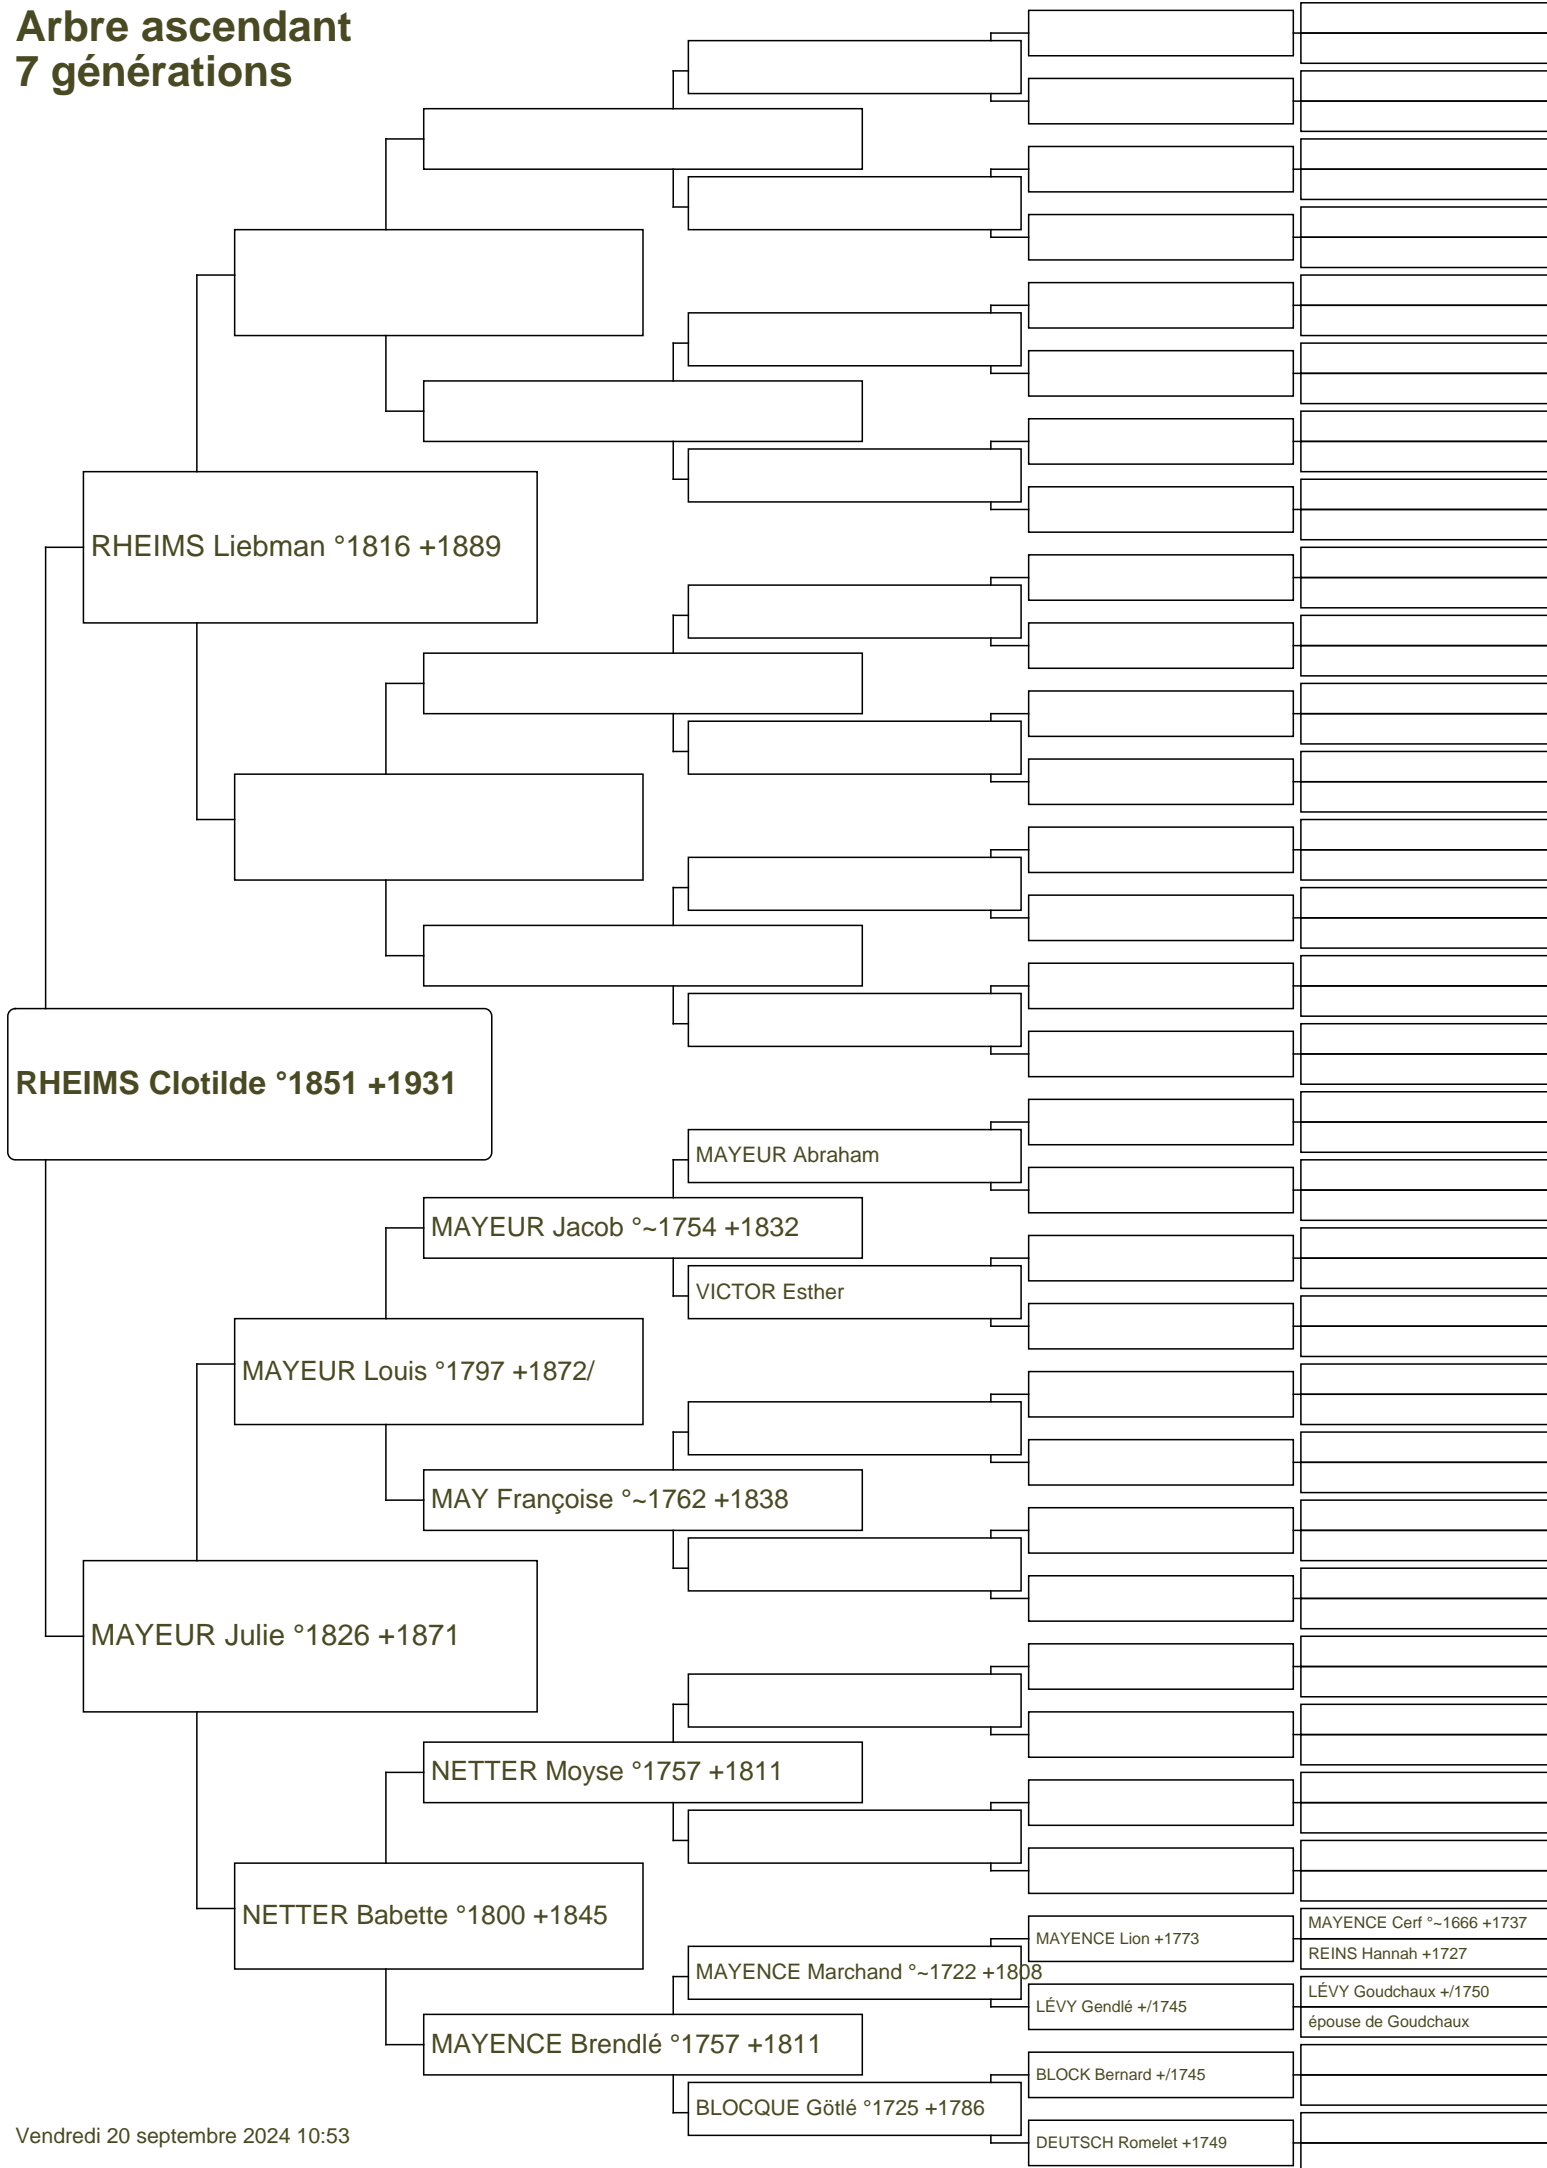 Arbre ascendant
7 générations
RHEIMS Liebman °1816 +1889
RHEIMS Clotilde °1851 +1931
MAYEUR Abraham
MAYEUR Jacob °~1754 +1832
VICTOR Esther
MAYEUR Louis °1797 +1872/
MAY Françoise °~1762 +1838
MAYEUR Julie °1826 +1871
NETTER Moyse °1757 +1811
NETTER Babette °1800 +1845
MAYENCE Cerf °~1666 +1737
MAYENCE Lion +1773
REINS Hannah +1727
MAYENCE Marchand °~1722 +1808
LÉVY Goudchaux +/1750
LÉVY Gendlé +/1745
épouse de Goudchaux
MAYENCE Brendlé °1757 +1811
BLOCK Bernard +/1745
BLOCQUE Götlé °1725 +1786
DEUTSCH Romelet +1749
Vendredi 20 septembre 2024 10:53